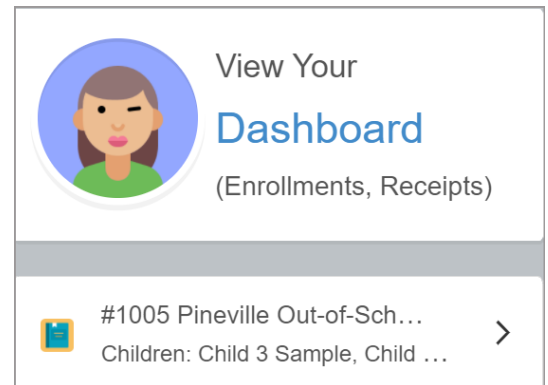 View Your
Dashboard
(Enrollments, Receipts)
#1005 Pineville Out-of-Sch...
Children: Child 3 Sample, Child ...